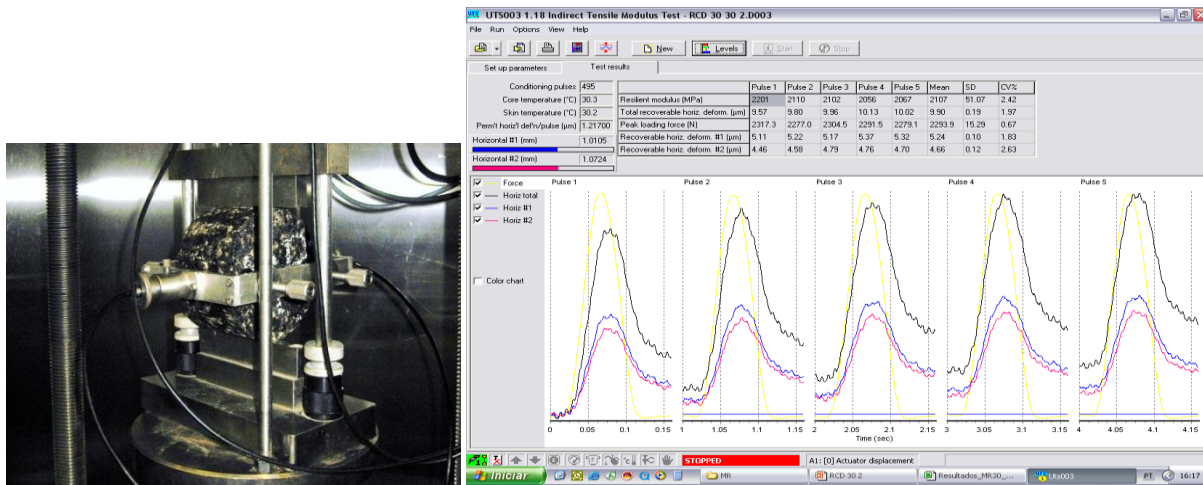 UTS003 1.18 Indirect Tensile Modulus Test - RCD 30 30 2.D003
File Run Options View Help
New Levels Start Stop
Set up parameters Test results
Conditioning pulses 495
Core temperature (°C) 30.3
Skin temperature (°C) 30.2
Perm't horiz'l def'n/pulse (µm) 1.21700
Horizontal #1 (mm) 1.0105
Horizontal #2 (mm) 1.0724
Pulse 1 Pulse 2 Pulse 3 Pulse 4 Pulse 5 Mean SD CV%
Resilient modulus (MPa) 2201 2110 2102 2056 2067 2107 51.07 2.42
Total recoverable horiz. deform. (µm) 9.57 9.80 9.96 10.13 10.02 9.90 0.19 1.97
Peak loading force (N) 2317.3 2277.0 2304.5 2291.5 2279.1 2293.9 15.29 0.67
Recoverable horiz. deform. #1 (µm) 5.11 5.22 5.17 5.37 5.32 5.24 0.10 1.83
Recoverable horiz. deform. #2 (µm) 4.46 4.58 4.79 4.76 4.70 4.66 0.12 2.63
Force
Horiz total
Horiz #1
Horiz #2
Color chart
Pulse 1 Pulse 2 Pulse 3 Pulse 4 Pulse 5
0 0.05 0.1 0.15 1 1.05 1.1 1.15 2 2.05 2.1 2.15 3 3.05 3.1 3.15 4 4.05 4.1 4.15
Time (sec)
STOPPED A1: [0] Actuator displacement
Iniciar MR RCD 30 2 Resultados_MR30_... Uts003 PT 16:17